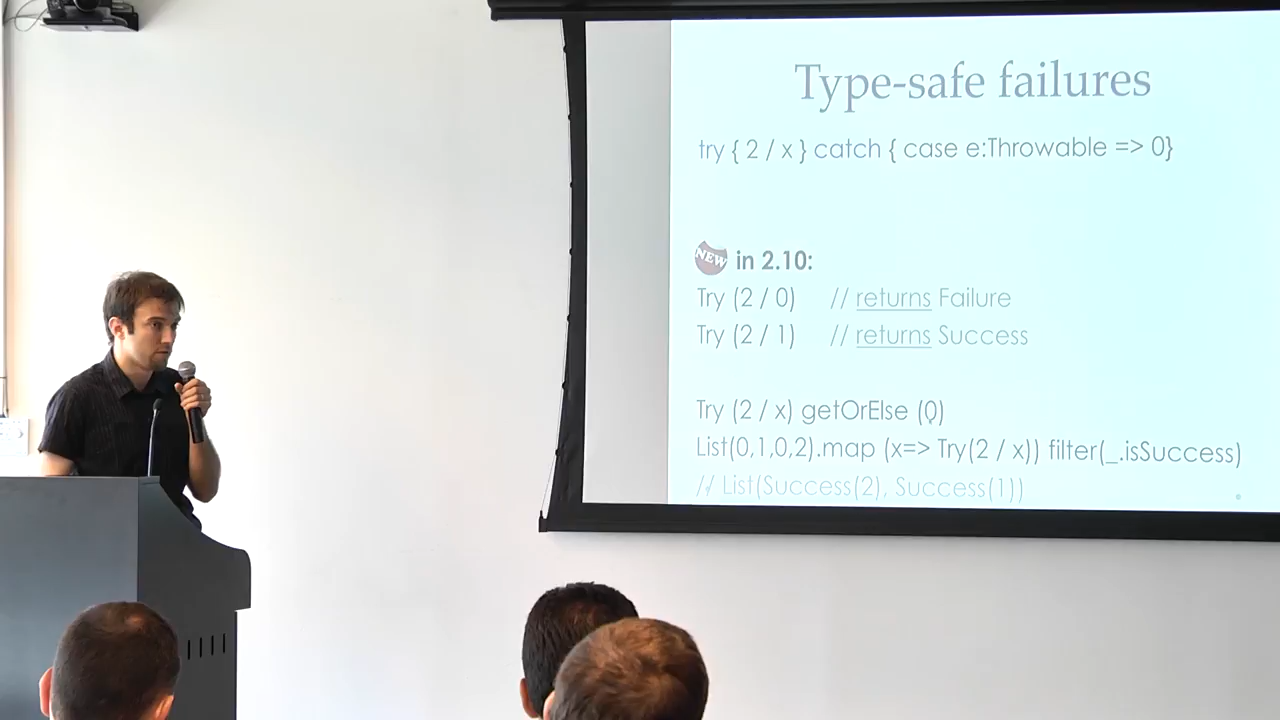 Type-safe failures
try { 2 / x } catch { case e:Throwable => 0}
NEW in 2.10:
Try (2 / 0) // returns Failure
Try (2 / 1) // returns Success
Try (2 / x) getOrElse (0)
List(0,1,0,2).map (x=> Try(2 / x)) filter(_.isSuccess)
// List(Success(2), Success(1))